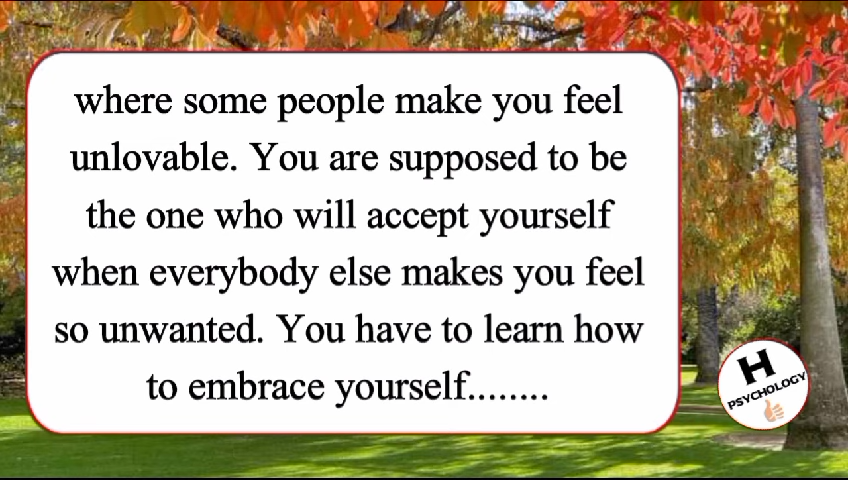 where some people make you feel
unlovable. You are supposed to be
the one who will accept yourself
when everybody else makes you feel
so unwanted. You have to learn how
to embrace yourself........
H
PSYCHOLOGY